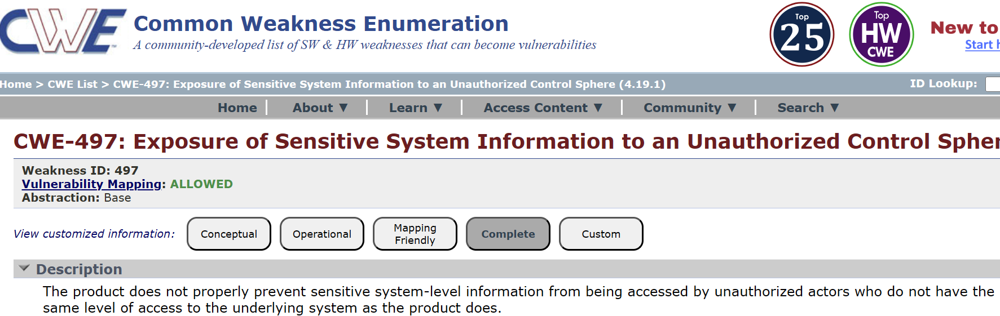 CWE™
Common Weakness Enumeration
A community-developed list of SW & HW weaknesses that can become vulnerabilities
Top
25
Top
HW
CWE
New to
Start
Home > CWE List > CWE-497: Exposure of Sensitive System Information to an Unauthorized Control Sphere (4.19.1)
ID Lookup:
Home
About ▼
Learn ▼
Access Content ▼
Community ▼
Search ▼
CWE-497: Exposure of Sensitive System Information to an Unauthorized Control Spher
Weakness ID: 497
Vulnerability Mapping: ALLOWED
Abstraction: Base
View customized information:
Conceptual
Operational
Mapping
Friendly
Complete
Custom
Description
The product does not properly prevent sensitive system-level information from being accessed by unauthorized actors who do not have the
same level of access to the underlying system as the product does.